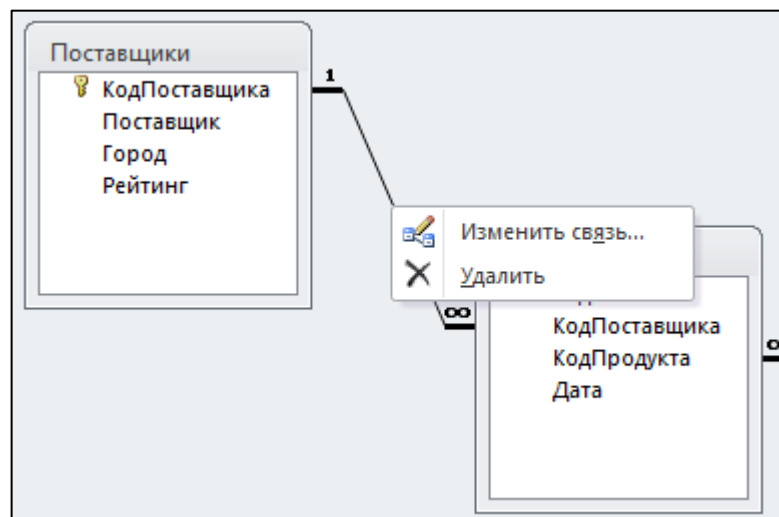 Поставщики
КодПоставщика
Поставщик
Город
Рейтинг
1
Изменить связь...
Удалить
∞
КодПоставщика
КодПродукта
Дата